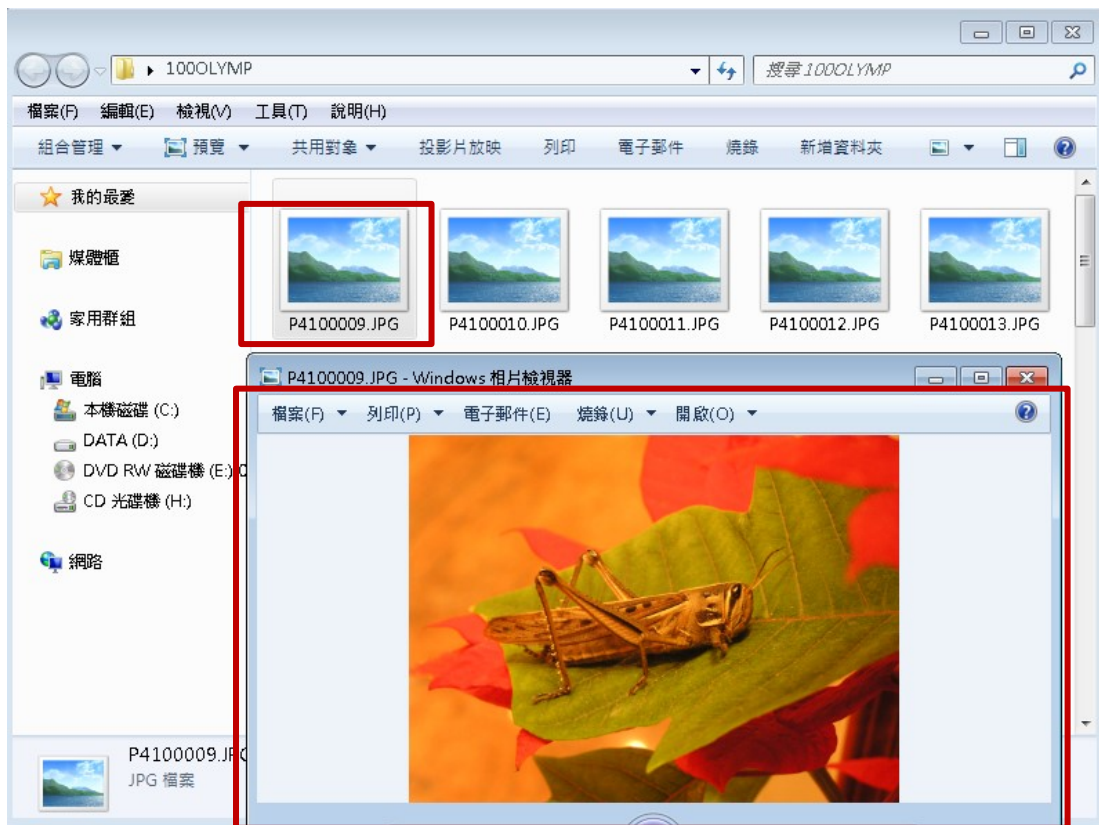 100OLYMP
搜尋 100OLYMP
檔案(F) 編輯(E) 檢視(V) 工具(T) 說明(H)
組合管理 預覽 共用對象 投影片放映 列印 電子郵件 燒錄 新增資料夾
我的最愛
媒體櫃
家用群組
電腦
本機磁碟 (C:)
DATA (D:)
DVD RW 磁碟機 (E:)
CD 光碟機 (H:)
網路
P4100009.JPG P4100010.JPG P4100011.JPG P4100012.JPG P4100013.JPG
P4100009.JPG - Windows 相片檢視器
檔案(F) 列印(P) 電子郵件(E) 燒錄(U) 開啟(O)
P4100009.JPG
JPG 檔案